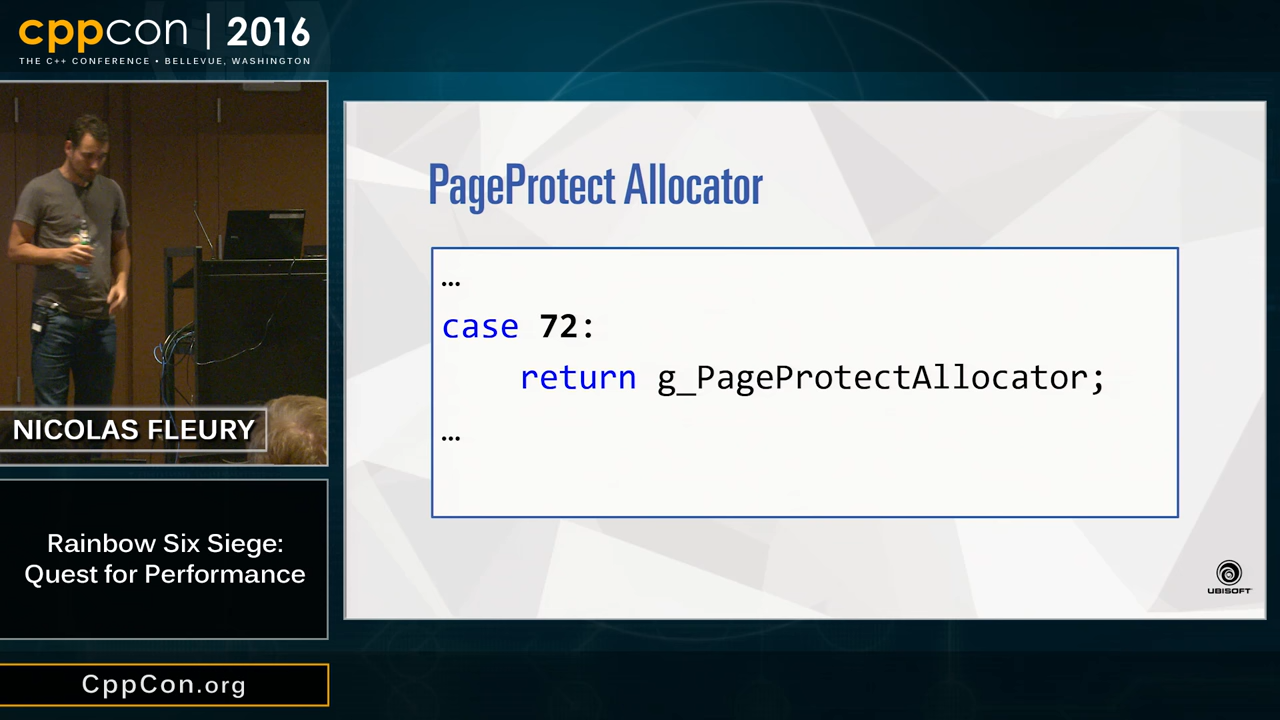 cppcon | 2016
THE C++ CONFERENCE • BELLEVUE, WASHINGTON
NICOLAS FLEURY
Rainbow Six Siege:
Quest for Performance
CppCon.org
PageProtect Allocator
…
case 72:
return g_PageProtectAllocator;
…
UBISOFT